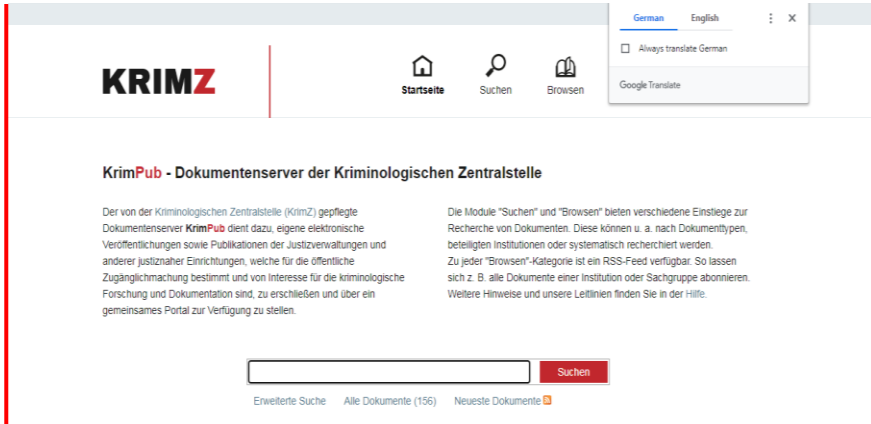 German English
Always translate German
Google Translate
KRIMZ
Startseite Suchen Browsen
KrimPub - Dokumentenserver der Kriminologischen Zentralstelle
Der von der Kriminologischen Zentralstelle (KrimZ) gepflegte
Dokumentenserver KrimPub dient dazu, eigene elektronische
Veröffentlichungen sowie Publikationen der Justizverwaltungen und
anderer justiznaher Einrichtungen, welche für die öffentliche
Zugänglichmachung bestimmt und von Interesse für die kriminologische
Forschung und Dokumentation sind, zu erschließen und über ein
gemeinsames Portal zur Verfügung zu stellen.
Die Module "Suchen" und "Browsen" bieten verschiedene Einstiege zur
Recherche von Dokumenten. Diese können u. a. nach Dokumenttypen,
beteiligten Institutionen oder systematisch recherchiert werden.
Zu jeder "Browsen"-Kategorie ist ein RSS-Feed verfügbar. So lassen
sich z. B. alle Dokumente einer Institution oder Sachgruppe abonnieren.
Weitere Hinweise und unsere Leitlinien finden Sie in der Hilfe.
Suchen
Erweiterte Suche Alle Dokumente (156) Neueste Dokumente